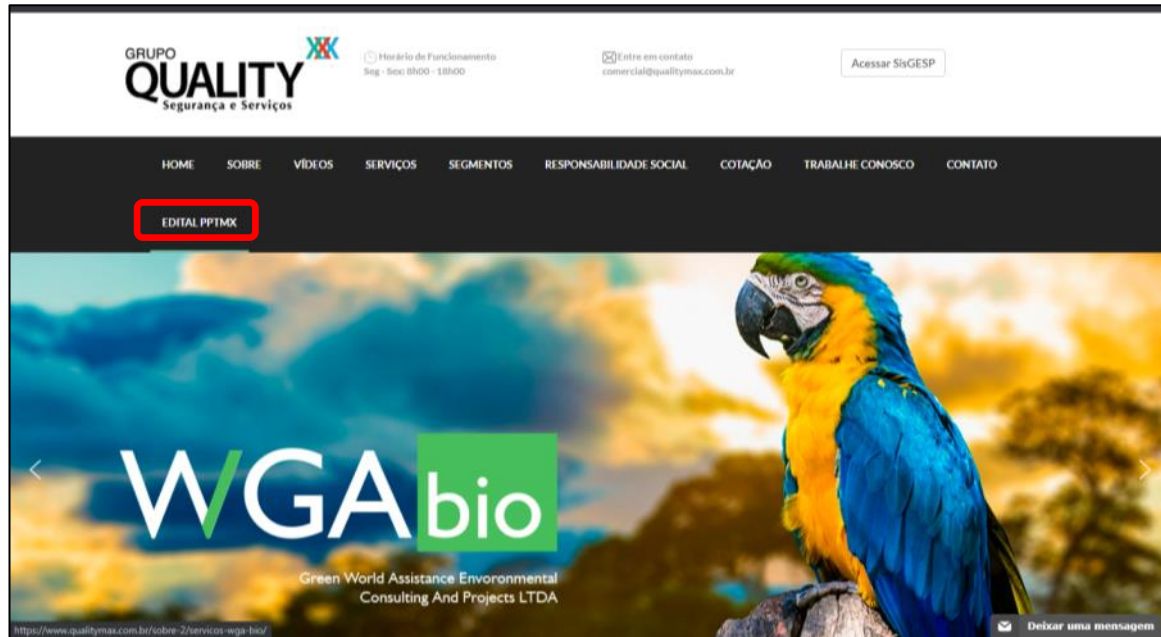 GRUPO
QUALITY
Segurança e Serviços
Horário de Funcionamento
Seg - Sex: 8h00 - 18h00
Entre em contato
comercial@qualitymax.com.br
Acessar SisGESP
HOME SOBRE VÍDEOS SERVIÇOS SEGMENTOS RESPONSABILIDADE SOCIAL COTAÇÃO TRABALHE CONOSCO CONTATO
EDITAL PPTMX
WGA bio
Green World Assistance Envoronmental
Consulting And Projects LTDA
https://www.qualitymax.com.br/sobre-2/servicos-wga-bio/
Deixar uma mensagem